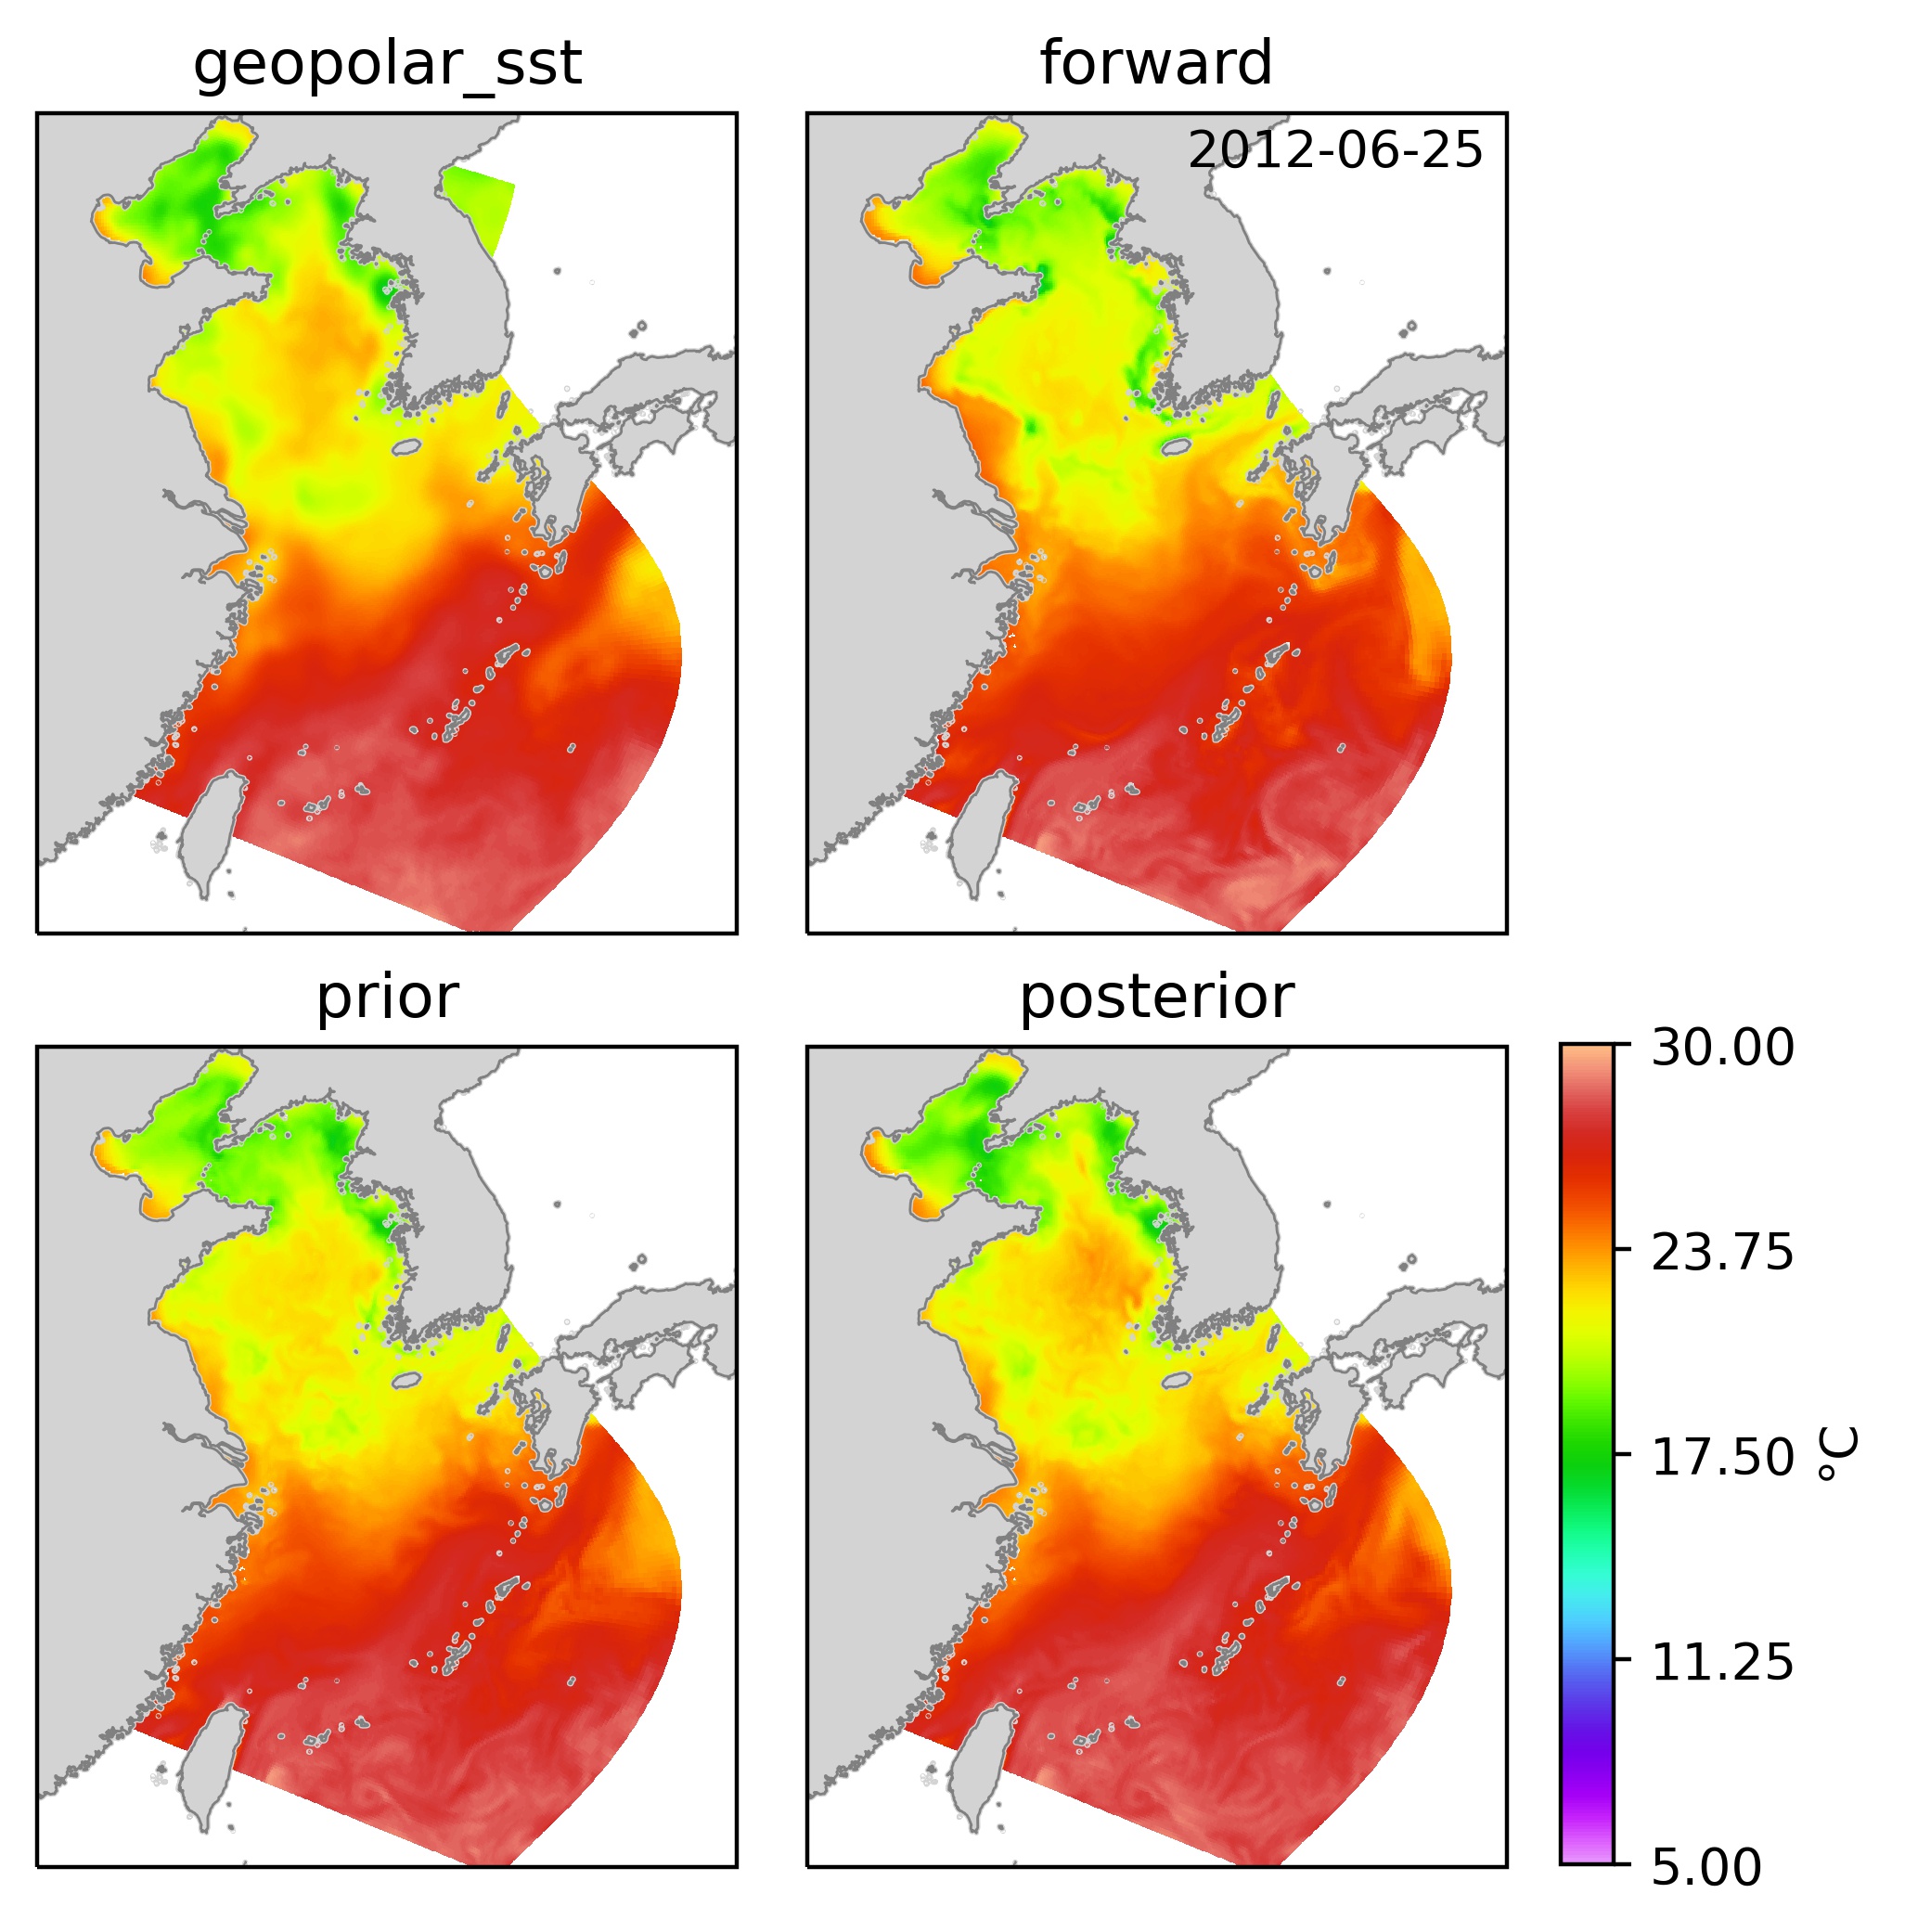 geopolar_sst
forward
2012-06-25
prior
posterior
30.00
23.75
17.50
11.25
5.00
°C